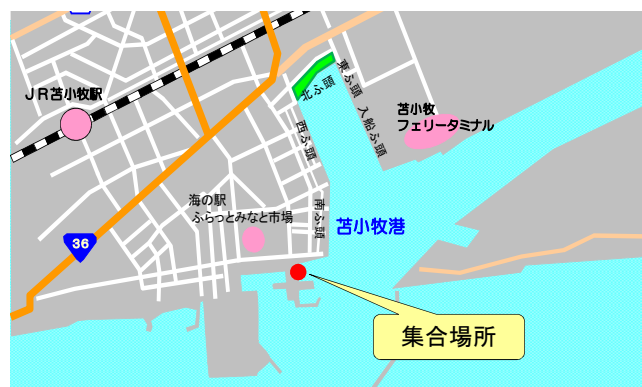 ＪＲ苫小牧駅
東ふ頭
北ふ頭
入船ふ頭
苫小牧
フェリーターミナル
西ふ頭
海の駅
ふらっとみなと市場
南ふ頭
苫小牧港
36
集合場所